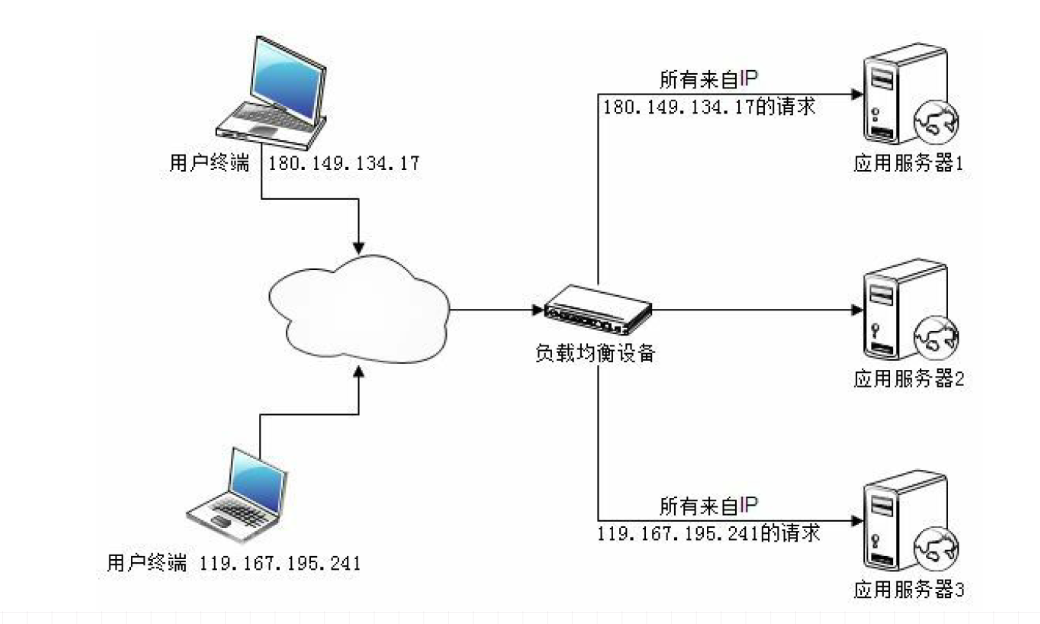 所有来自IP
180.149.134.17的请求
用户终端 180.149.134.17
应用服务器1
负载均衡设备
应用服务器2
所有来自IP
119.167.195.241的请求
用户终端 119.167.195.241
应用服务器3